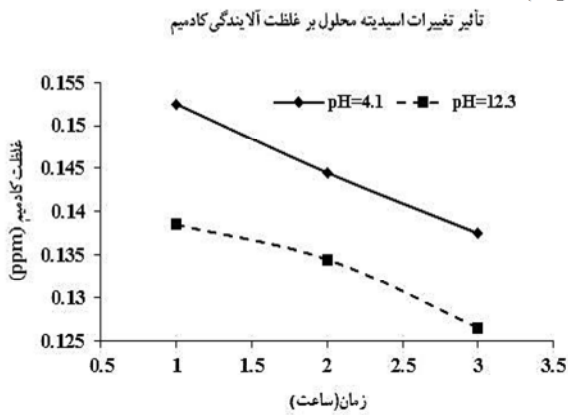 تأثیر تغییرات اسیدیته محلول بر غلظت آلایندگی کادمیم
pH=4.1
pH=12.3
غلظت کادمیم (ppm)
0.155
0.15
0.145
0.14
0.135
0.13
0.125
0.5 1 1.5 2 2.5 3 3.5
زمان(ساعت)